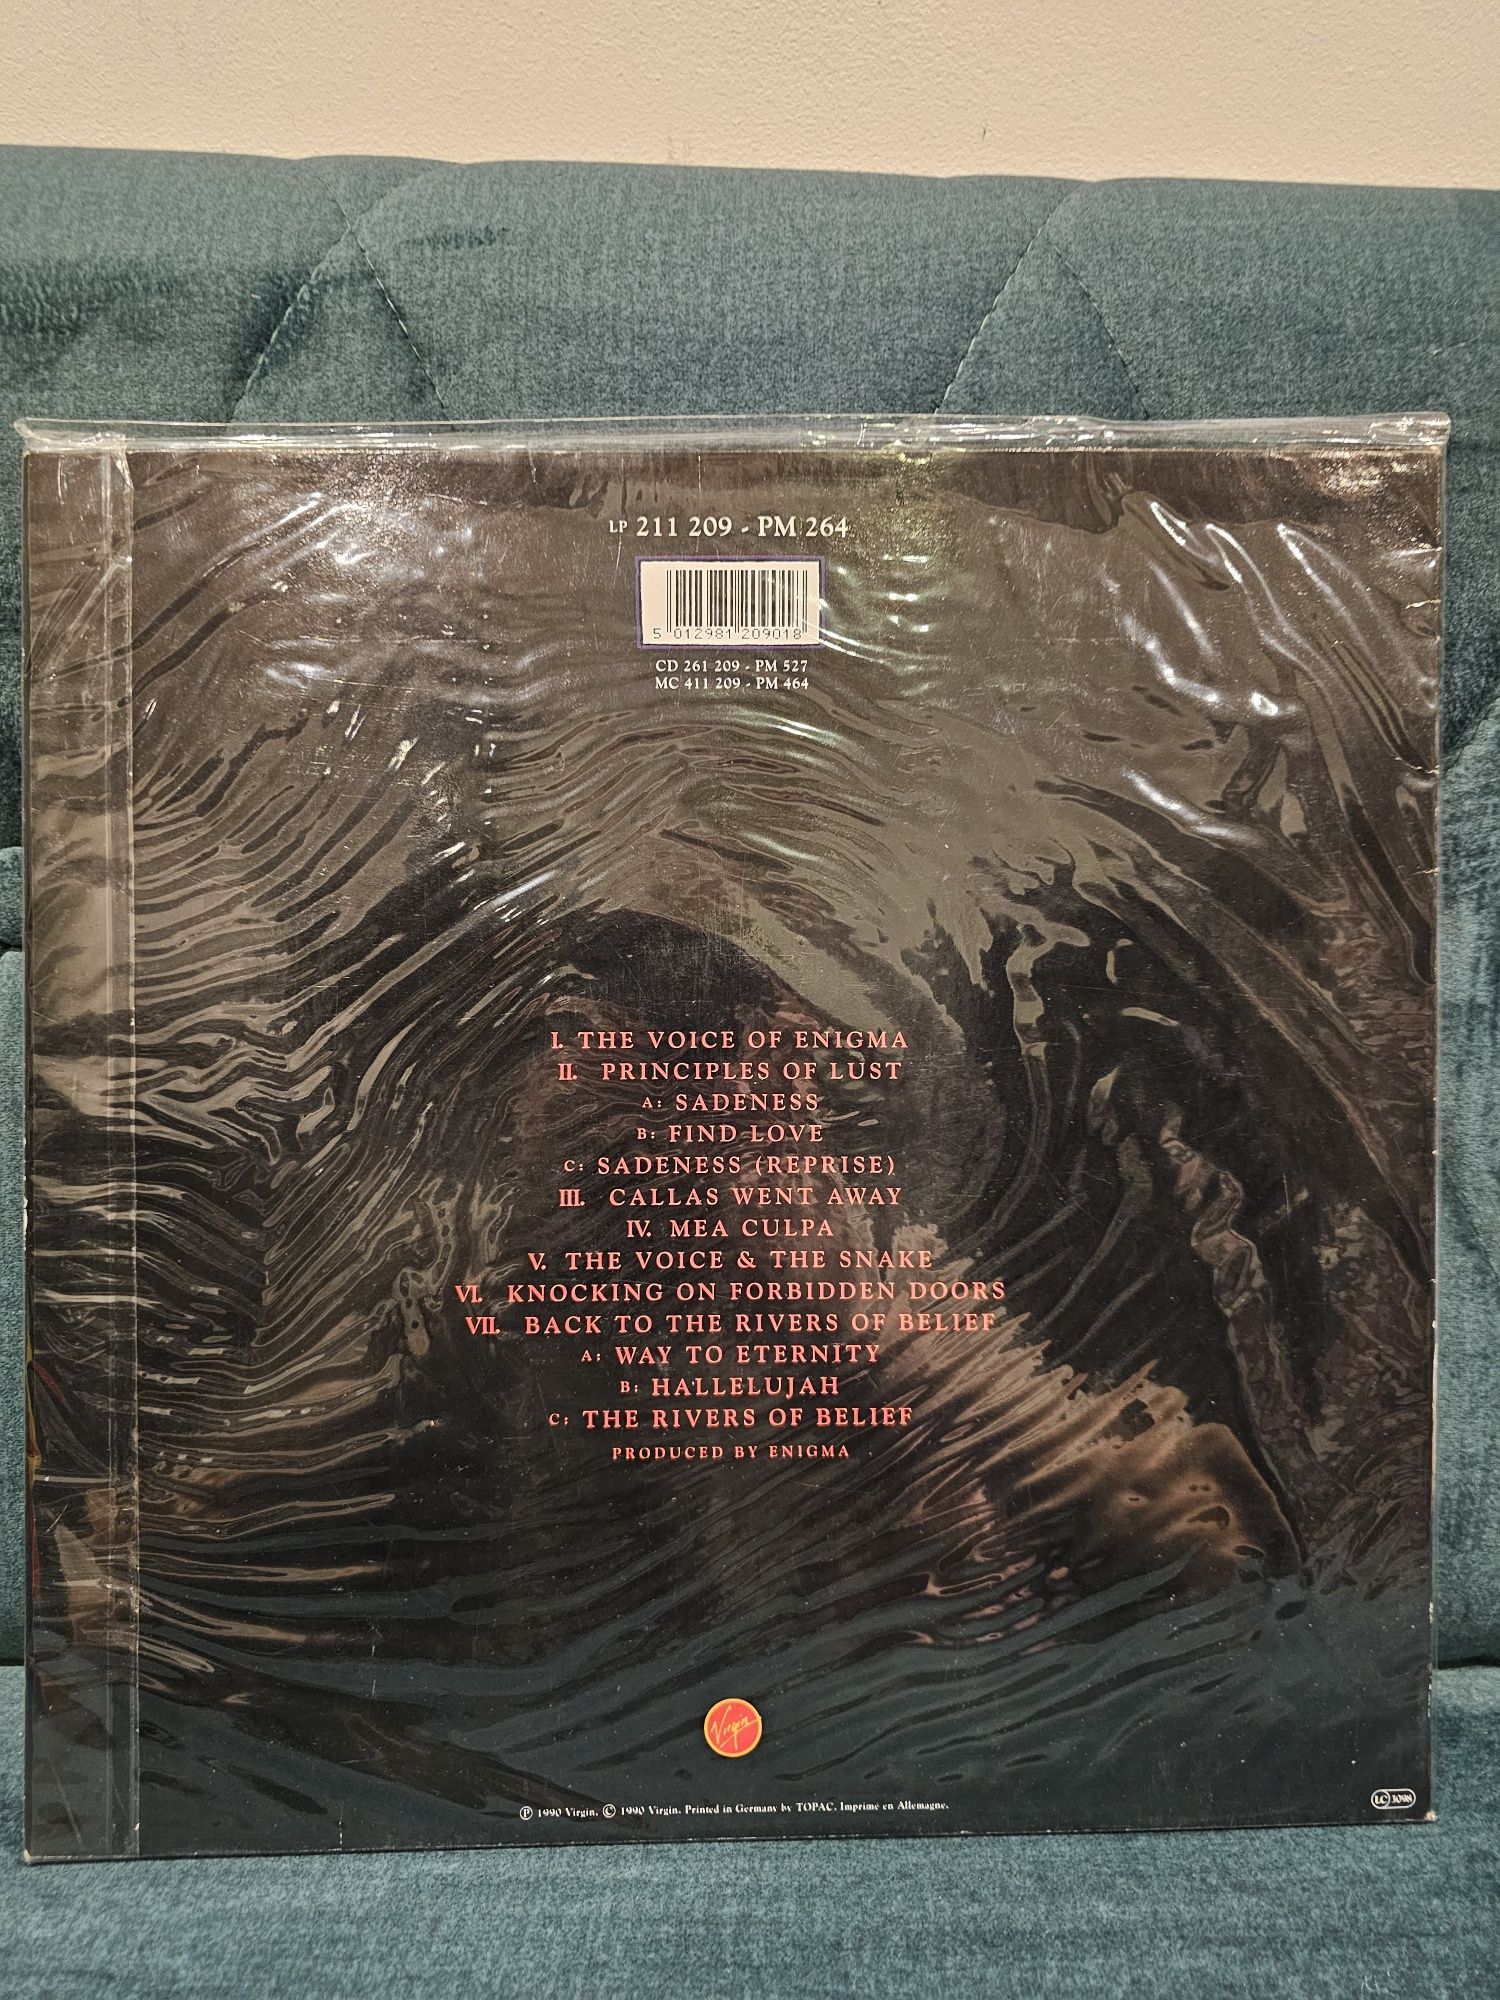 LP 211 209 - PM 264
5 012981 209018
CD 261 209 - PM 527
MC 411 209 - PM 464
I. THE VOICE OF ENIGMA
II. PRINCIPLES OF LUST
A: SADENESS
B: FIND LOVE
C: SADENESS (REPRISE)
III. CALLAS WENT AWAY
IV. MEA CULPA
V. THE VOICE & THE SNAKE
VI. KNOCKING ON FORBIDDEN DOORS
VII. BACK TO THE RIVERS OF BELIEF
A: WAY TO ETERNITY
B: HALLELUJAH
C: THE RIVERS OF BELIEF
PRODUCED BY ENIGMA
Virgin
℗ 1990 Virgin. © 1990 Virgin. Printed in Germany by TOPAC. Imprimé en Allemagne.
LC 3098